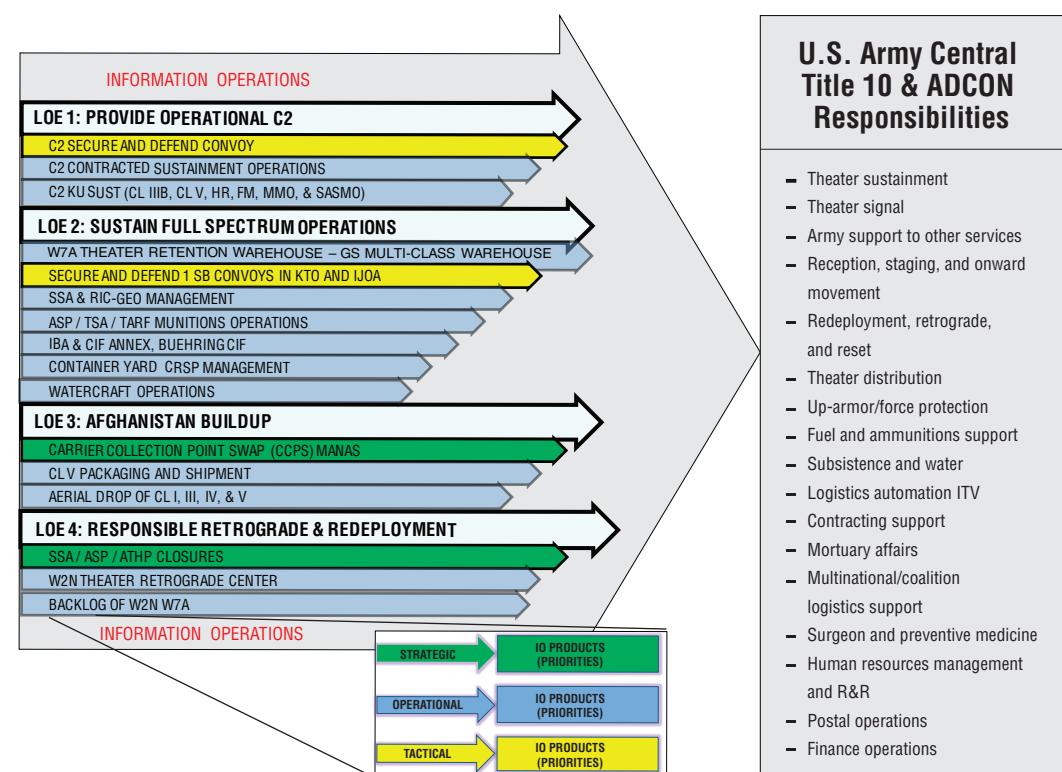 INFORMATION OPERATIONS
LOE 1: PROVIDE OPERATIONAL C2
C2 SECURE AND DEFEND CONVOY
C2 CONTRACTED SUSTAINMENT OPERATIONS
C2 KU SUST (CL IIIB, CL V, HR, FM, MMO, & SASMO)
LOE 2: SUSTAIN FULL SPECTRUM OPERATIONS
W7A THEATER RETENTION WAREHOUSE – GS MULTI-CLASS WAREHOUSE
SECURE AND DEFEND 1 SB CONVOYS IN KTO AND IJOA
SSA & RIC-GEO MANAGEMENT
ASP / TSA / TARF MUNITIONS OPERATIONS
IBA & CIF ANNEX, BUEHRING CIF
CONTAINER YARD CRSP MANAGEMENT
WATERCRAFT OPERATIONS
LOE 3: AFGHANISTAN BUILDUP
CARRIER COLLECTION POINT SWAP (CCPS) MANAS
CL V PACKAGING AND SHIPMENT
AERIAL DROP OF CL I, III, IV, & V
LOE 4: RESPONSIBLE RETROGRADE & REDEPLOYMENT
SSA / ASP / ATHP CLOSURES
W2N THEATER RETROGRADE CENTER
BACKLOG OF W2N W7A
INFORMATION OPERATIONS
STRATEGIC
IO PRODUCTS
(PRIORITIES)
OPERATIONAL
IO PRODUCTS
(PRIORITIES)
TACTICAL
IO PRODUCTS
(PRIORITIES)
U.S. Army Central
Title 10 & ADCON
Responsibilities
– Theater sustainment
– Theater signal
– Army support to other services
– Reception, staging, and onward
movement
– Redeployment, retrograde,
and reset
– Theater distribution
– Up-armor/force protection
– Fuel and ammunitions support
– Subsistence and water
– Logistics automation ITV
– Contracting support
– Mortuary affairs
– Multinational/coalition
logistics support
– Surgeon and preventive medicine
– Human resources management
and R&R
– Postal operations
– Finance operations